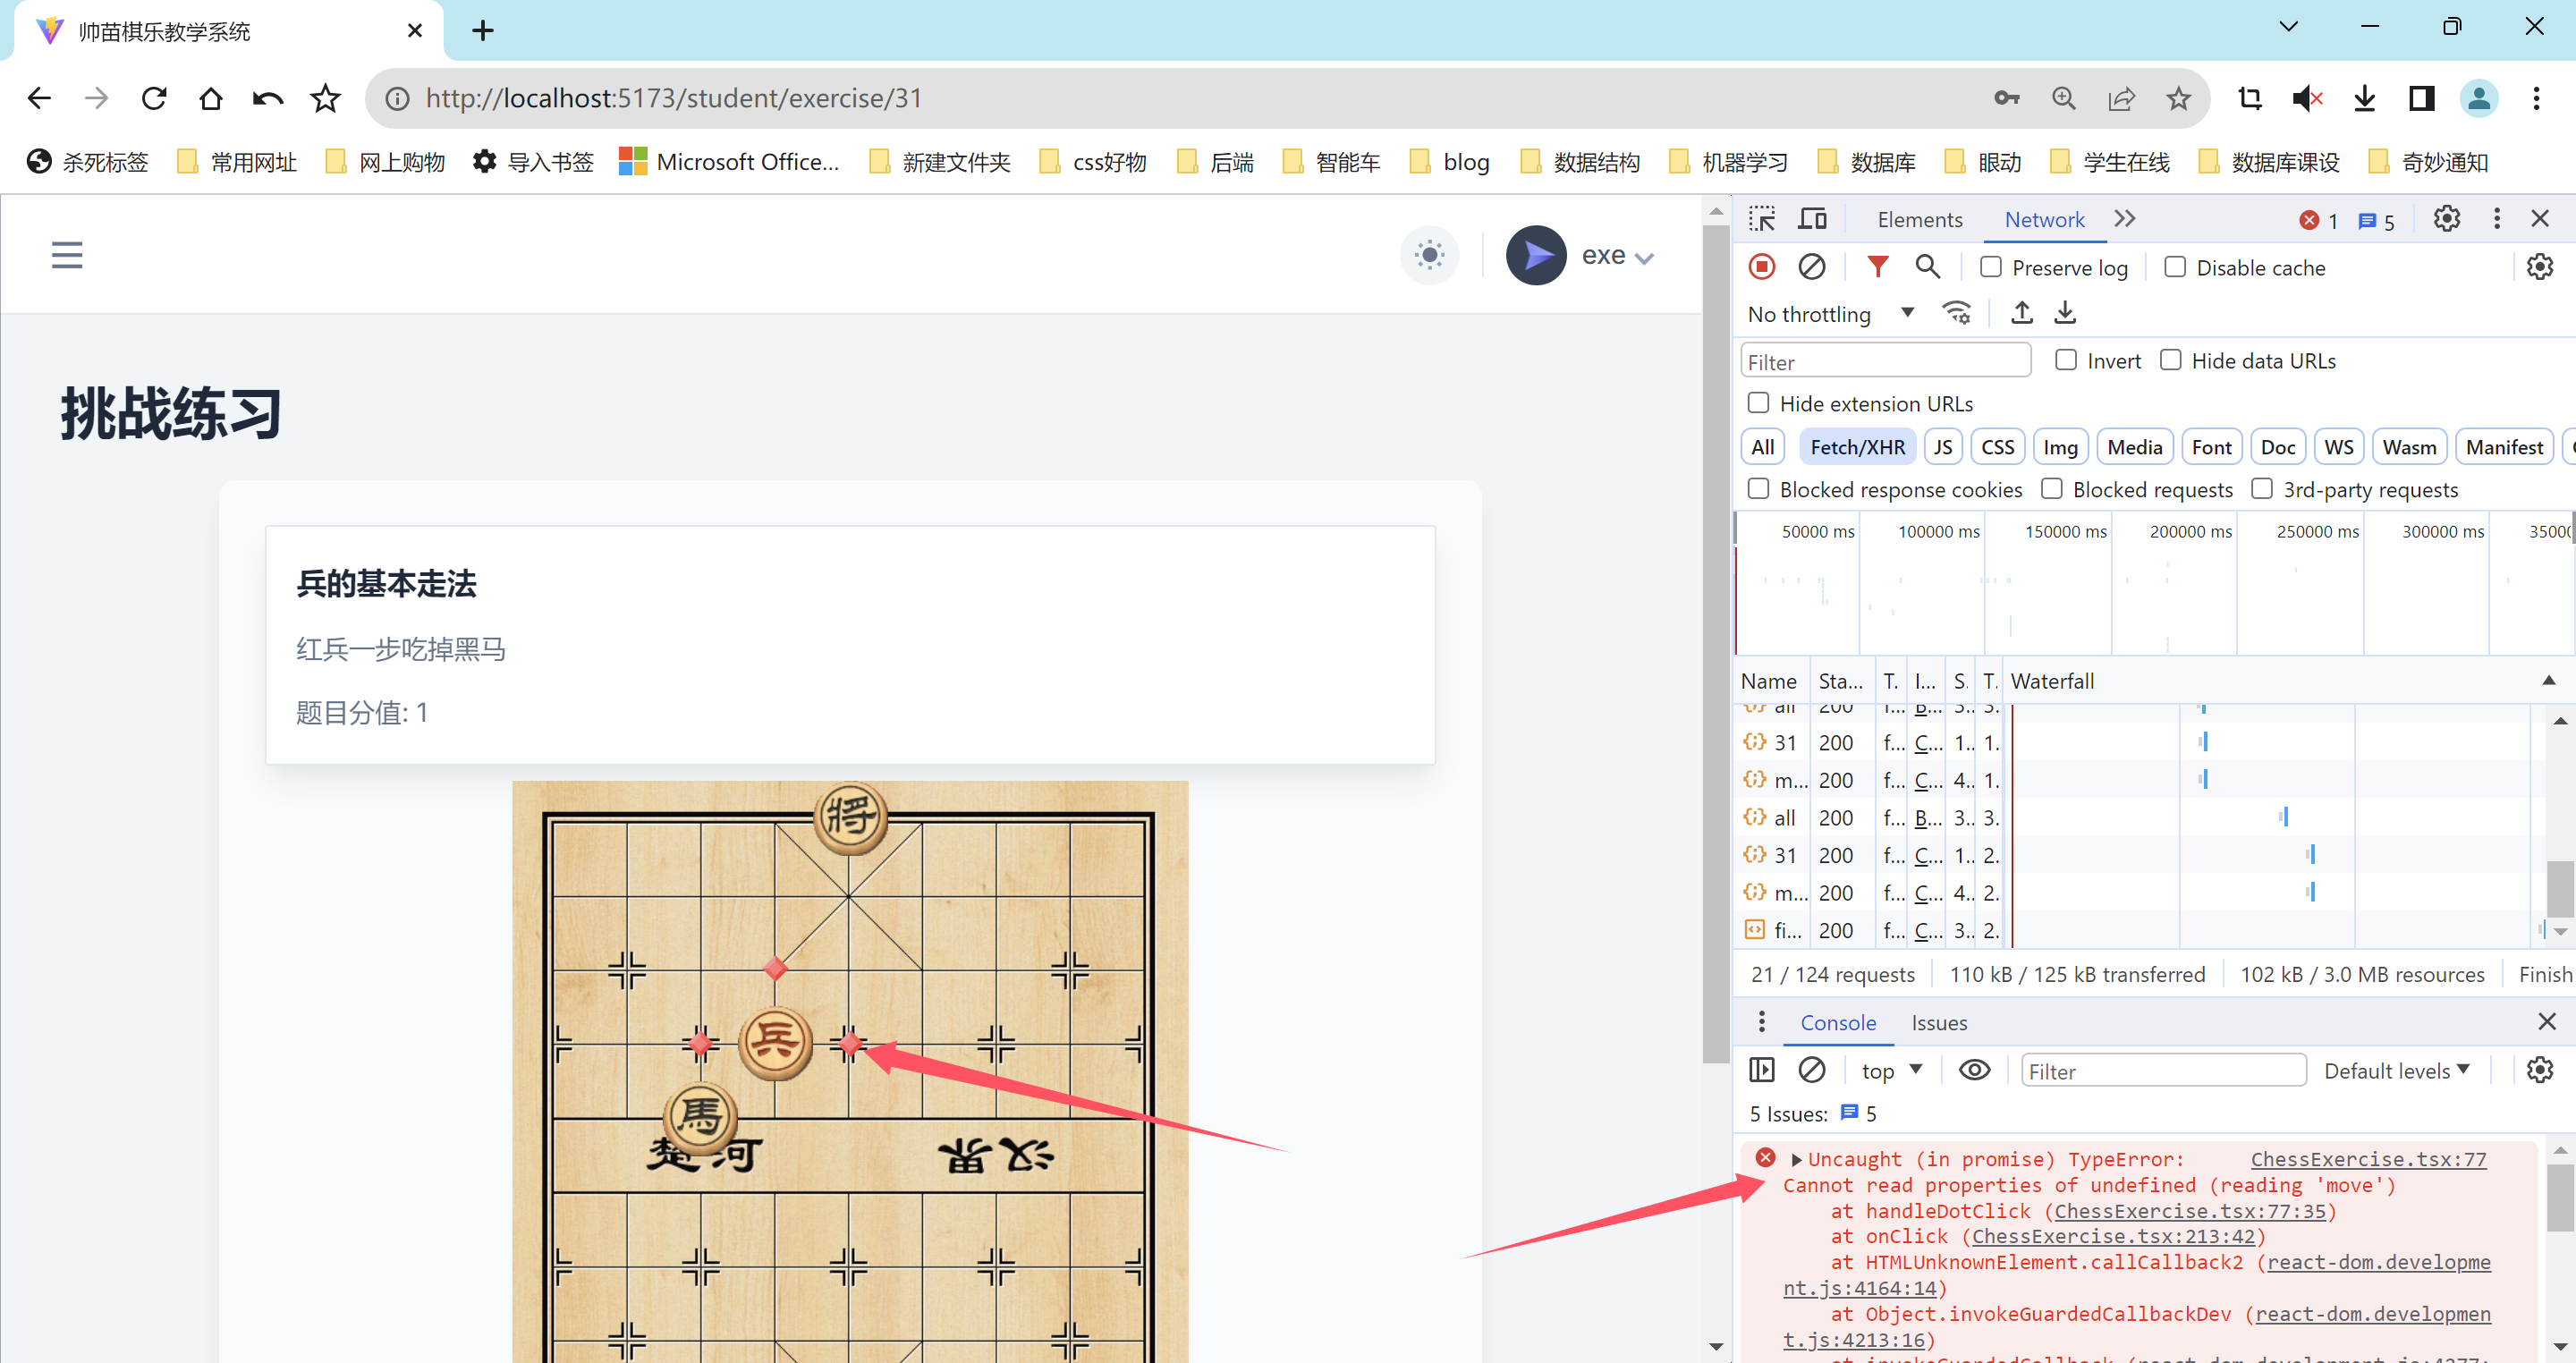 帅苗棋乐教学系统
http://localhost:5173/student/exercise/31
杀死标签 常用网址 网上购物 导入书签 Microsoft Office... 新建文件夹 css好物 后端 智能车 blog 数据结构 机器学习 数据库 眼动 学生在线 数据库课设 奇妙通知
exe
挑战练习
兵的基本走法
红兵一步吃掉黑马
题目分值: 1
將
兵
馬
楚河 汉界
Elements Network 1 5
Preserve log Disable cache
No throttling
Filter Invert Hide data URLs
Hide extension URLs
All Fetch/XHR JS CSS Img Media Font Doc WS Wasm Manifest
Blocked response cookies Blocked requests 3rd-party requests
50000 ms 100000 ms 150000 ms 200000 ms 250000 ms 300000 ms
Name Sta... T. I... S. T. Waterfall
all 200 f... B... 3.. 3.
31 200 f... C... 1.. 1.
m... 200 f... C... 4.. 1.
all 200 f... B... 3.. 3.
31 200 f... C... 1.. 2.
m... 200 f... C... 4.. 2.
fi... 200 f... C... 3.. 2.
21 / 124 requests 110 kB / 125 kB transferred 102 kB / 3.0 MB resources Finish
Console Issues
top Filter Default levels
5 Issues: 5
Uncaught (in promise) TypeError: ChessExercise.tsx:77
Cannot read properties of undefined (reading 'move')
at handleDotClick (ChessExercise.tsx:77:35)
at onClick (ChessExercise.tsx:213:42)
at HTMLUnknownElement.callCallback2 (react-dom.developme
nt.js:4164:14)
at Object.invokeGuardedCallbackDev (react-dom.developmen
t.js:4213:16)